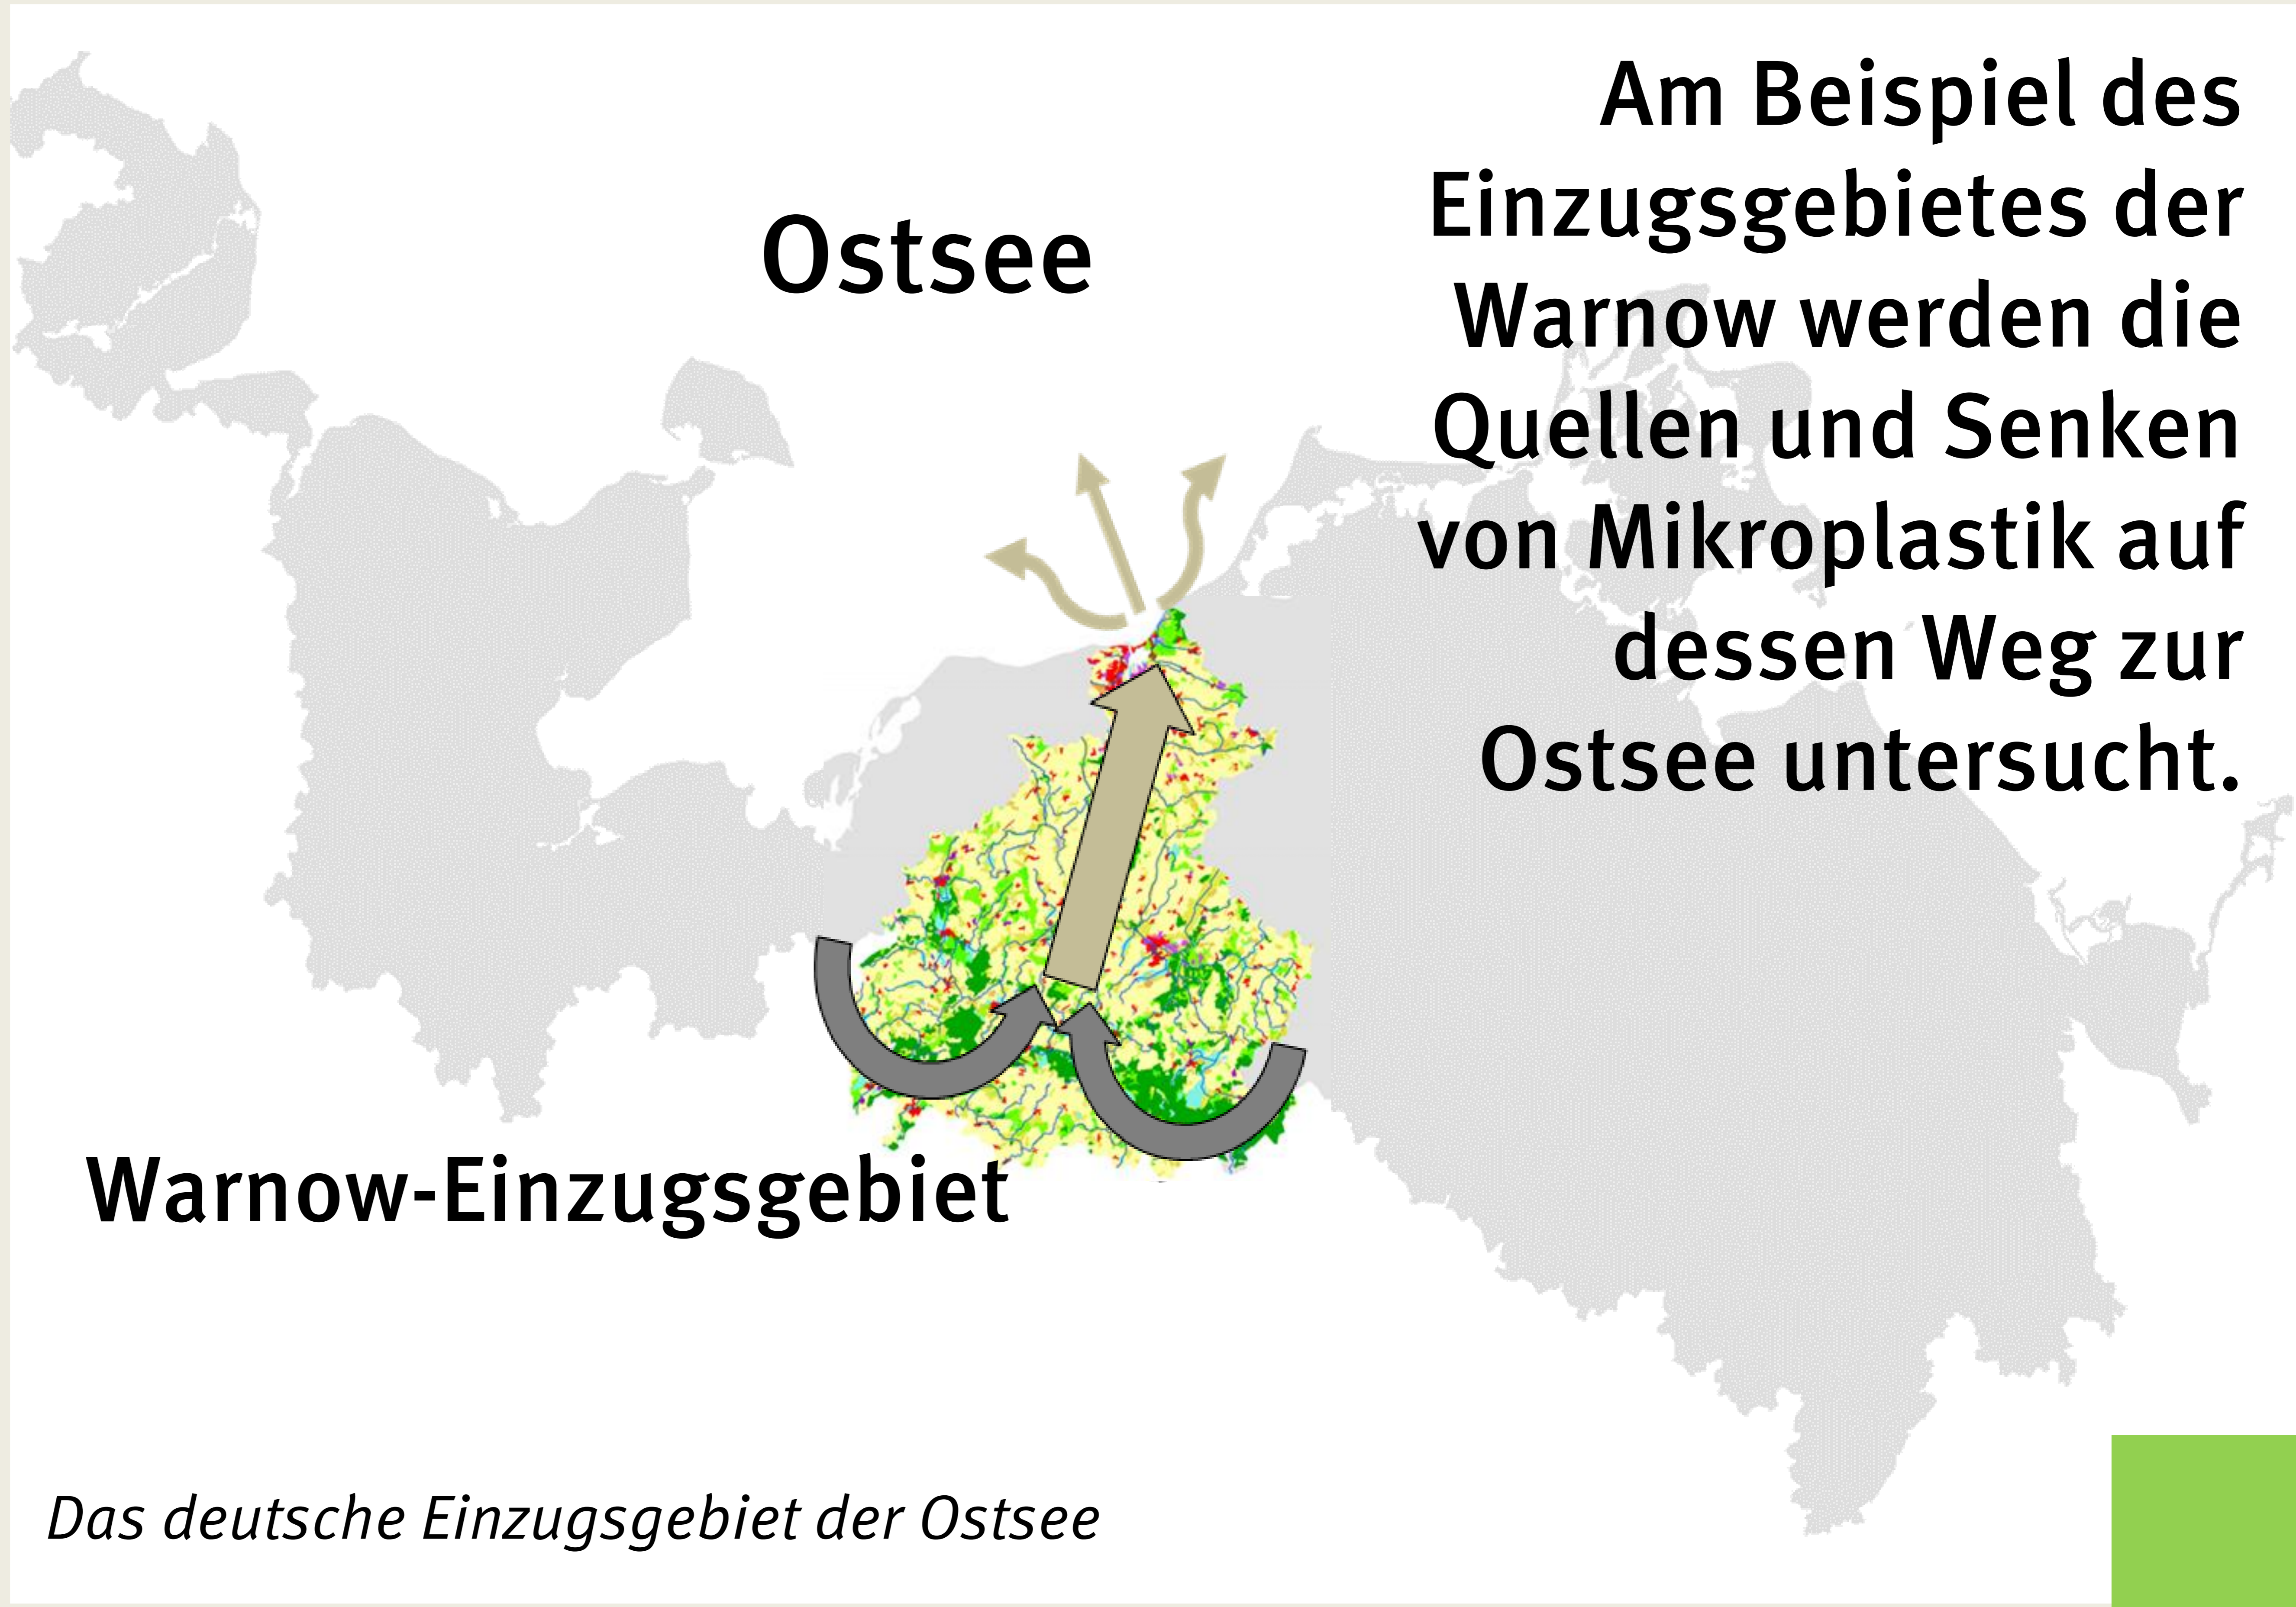 Am Beispiel des
Einzugsgebietes der
Warnow werden die
Quellen und Senken
von Mikroplastik auf
dessen Weg zur
Ostsee untersucht.
Ostsee
Warnow-Einzugsgebiet
Das deutsche Einzugsgebiet der Ostsee